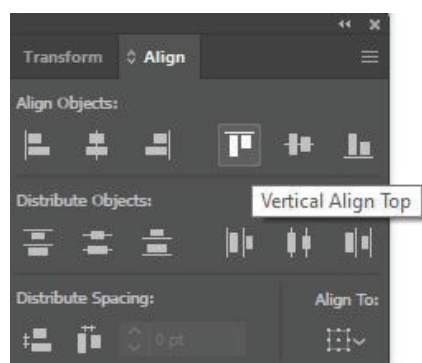 Transform Align
Align Objects:
Vertical Align Top
Distribute Objects:
Distribute Spacing: Align To:
0 pt